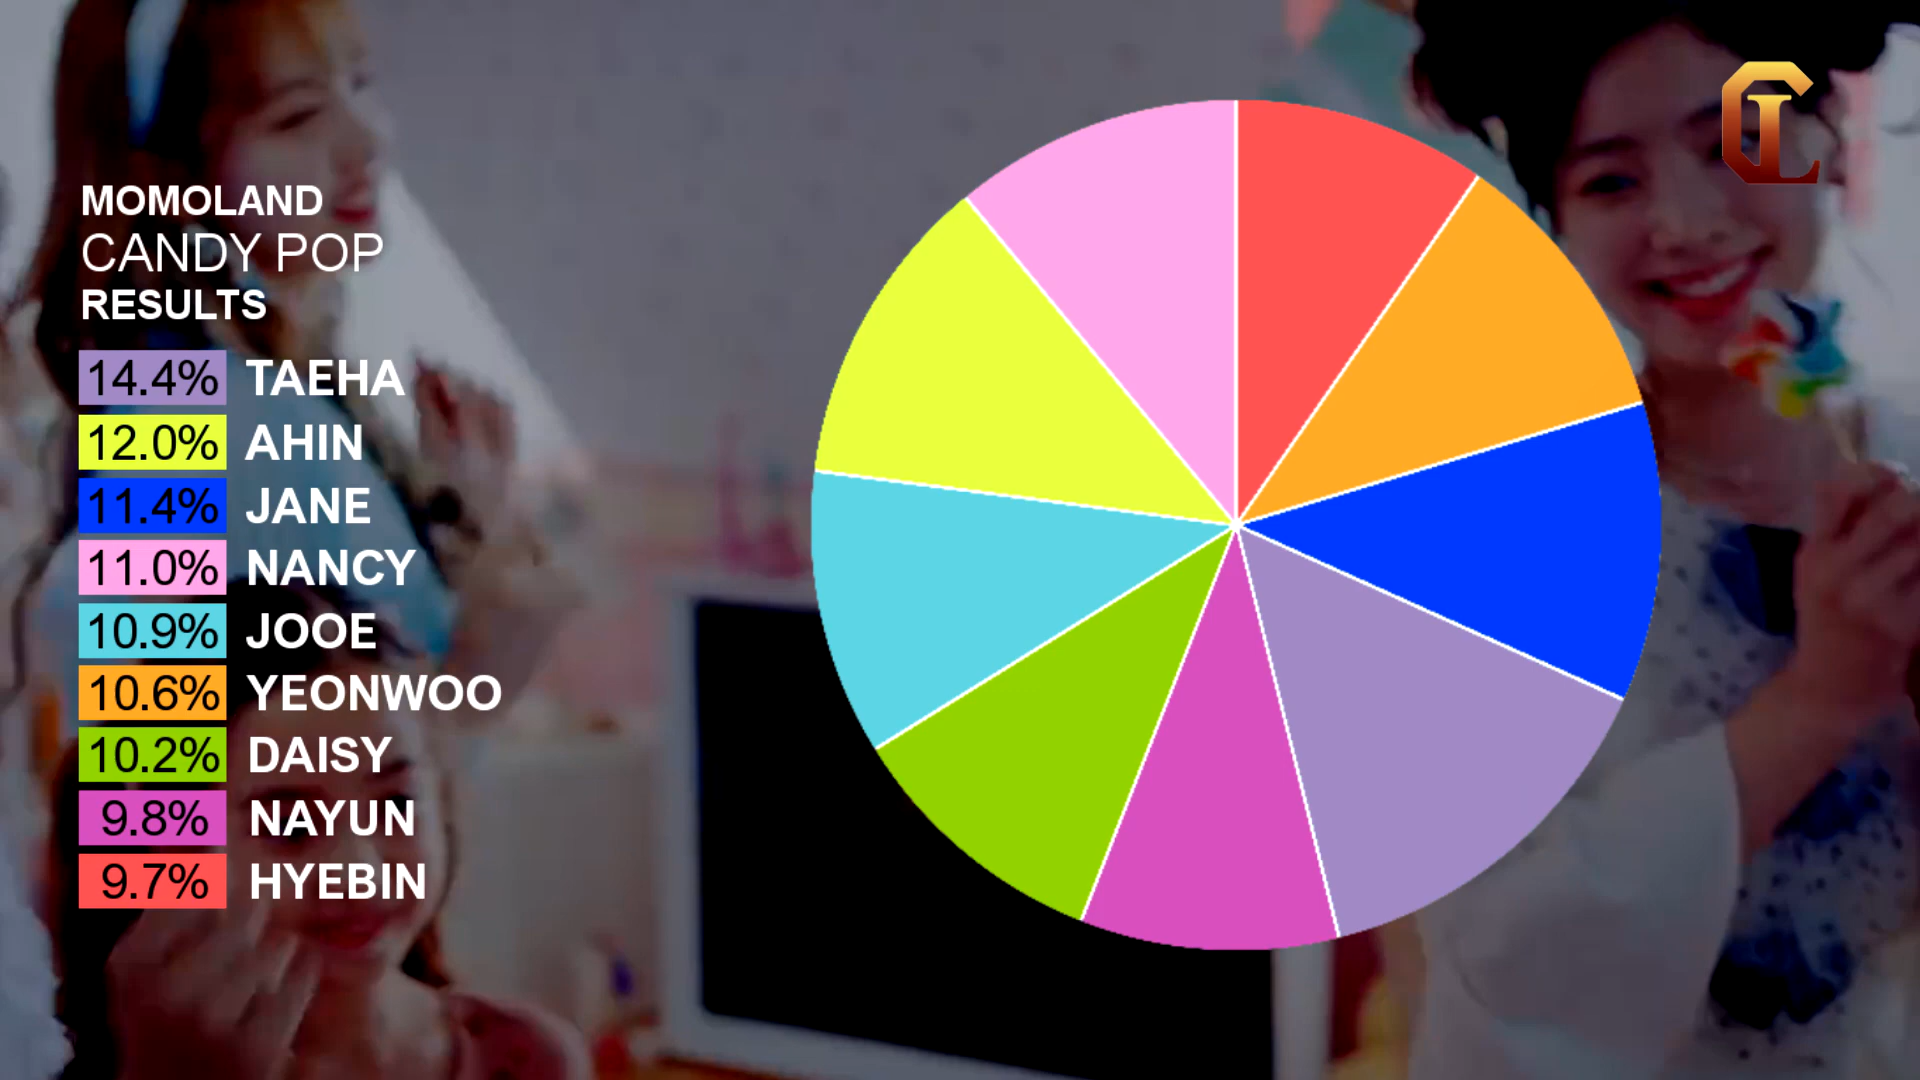 MOMOLAND
CANDY POP
RESULTS
14.4% TAEHA
12.0% AHIN
11.4% JANE
11.0% NANCY
10.9% JOOE
10.6% YEONWOO
10.2% DAISY
9.8% NAYUN
9.7% HYEBIN
CL